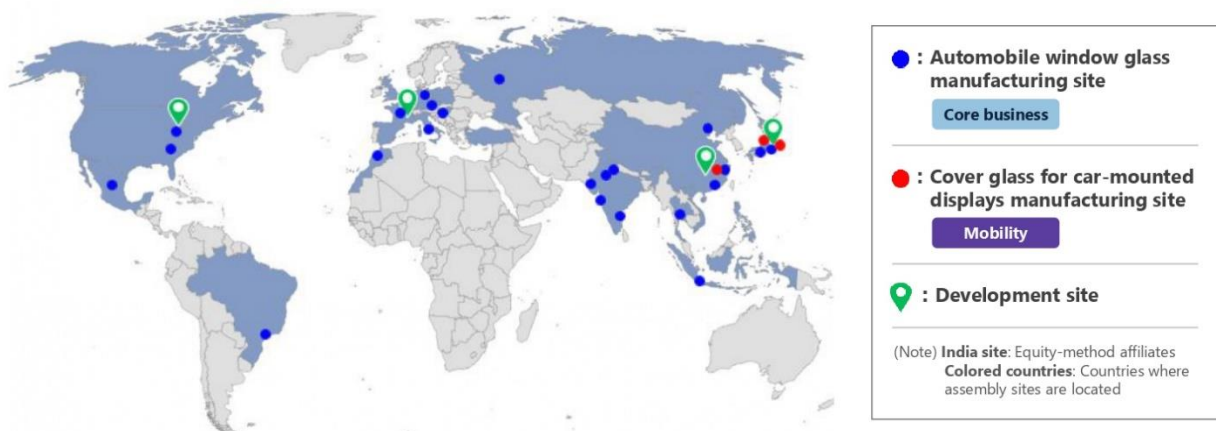 : Automobile window glass
manufacturing site
Core business
: Cover glass for car-mounted
displays manufacturing site
Mobility
: Development site
(Note) India site: Equity-method affiliates
Colored countries: Countries where
assembly sites are located